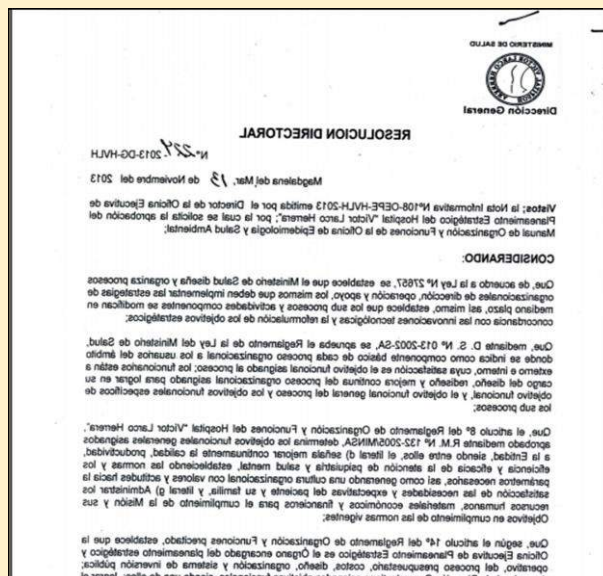 MINISTERIO DE SALUD
Dirección General
RESOLUCION DIRECTORAL
N° 224-2013-DG-HVLH
Magdalena del Mar, 13 de Noviembre del 2013
Vistos; la Nota Informativa N°108-OEPE-HVLH-2013 emitida por el Director de la Oficina Ejecutiva de
Planeamiento Estratégico del Hospital "Víctor Larco Herrera"; por la cual se solicita la aprobación del
Manual de Organización y Funciones de la Oficina de Epidemiología y Salud Ambiental;
CONSIDERANDO:
Que, de acuerdo a la Ley N° 27657, se establece que el Ministerio de Salud diseña y organiza procesos
organizacionales de dirección, operación y apoyo, los mismos que deben implementar las estrategias de
mediano plazo, así mismo, establece que los sub procesos y actividades componentes se modifican en
concordancia con las innovaciones tecnológicas y la reformulación de los objetivos estratégicos;
Que, mediante D. S. N° 013-2002-SA, se aprueba el Reglamento de la Ley del Ministerio de Salud,
donde se indica como componente básico de cada proceso organizacional a los usuarios del ámbito
externo e interno, cuya satisfacción es el objetivo funcional asignado al proceso; los funcionarios están a
cargo del diseño, rediseño y mejora continua del proceso organizacional asignado para lograr en su
objetivo funcional, y el objetivo funcional general del proceso y los objetivos funcionales específicos de
los sub procesos;
Que, el artículo 8° del Reglamento de Organización y Funciones del Hospital "Víctor Larco Herrera",
aprobado mediante R.M. N° 132-2005/MINSA, determina los objetivos funcionales generales asignados
a la Entidad, siendo entre ellos, el literal d) señala mejorar continuamente la calidad, productividad,
eficiencia y eficacia de la atención de psiquiatría y salud mental, estableciendo las normas y los
parámetros necesarios, así como generando una cultura organizacional con valores y actitudes hacia la
satisfacción de las necesidades y expectativas del paciente y su familia, y literal g) Administrar los
recursos humanos, materiales económicos y financieros para el cumplimiento de la Misión y sus
Objetivos en cumplimiento de las normas vigentes;
Que, según el artículo 14° del Reglamento de Organización y Funciones precitado, establece que la
Oficina Ejecutiva de Planeamiento Estratégico es el Órgano encargado del planeamiento estratégico y
operativo, del proceso presupuestario, costos, diseño, organización y sistema de inversión pública;